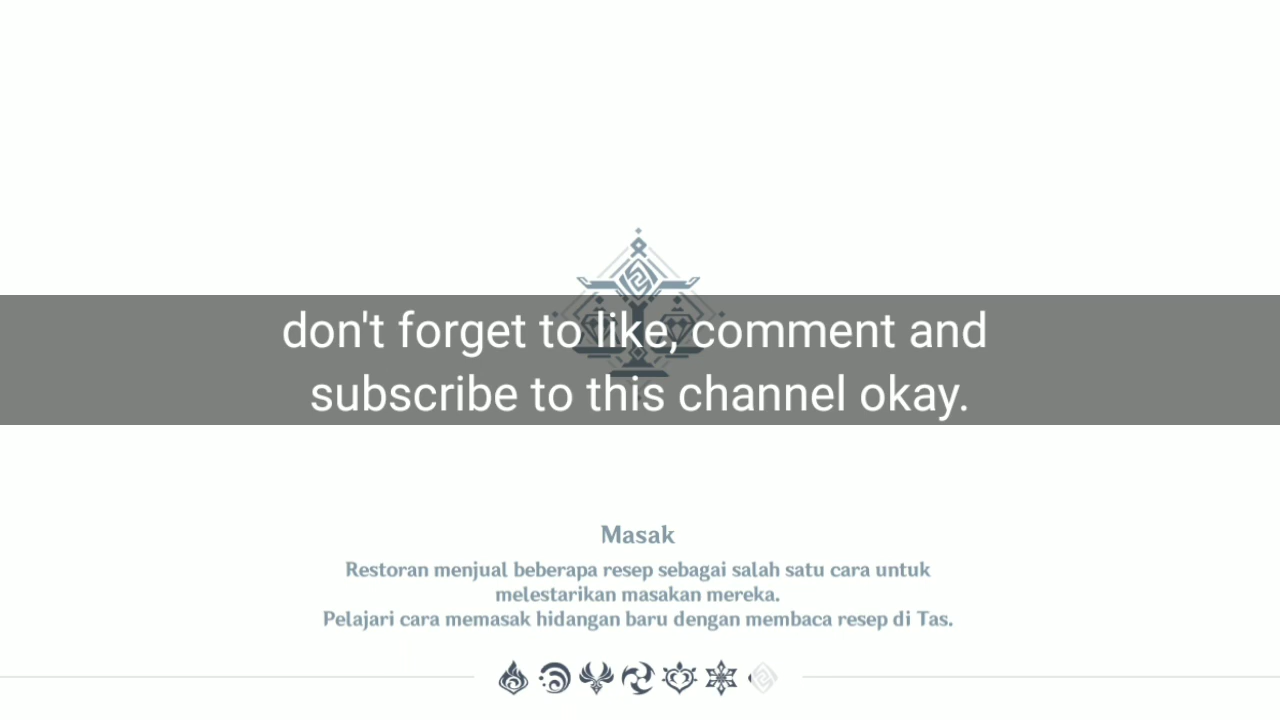 don't forget to like, comment and
subscribe to this channel okay.
Masak
Restoran menjual beberapa resep sebagai salah satu cara untuk
melestarikan masakan mereka.
Pelajari cara memasak hidangan baru dengan membaca resep di Tas.